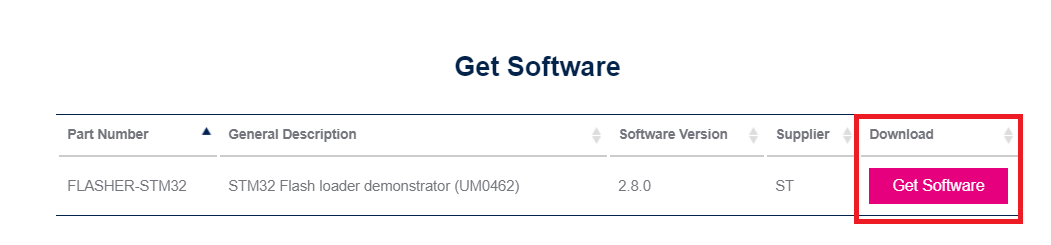 Get Software
Part Number General Description Software Version Supplier Download
FLASHER-STM32 STM32 Flash loader demonstrator (UM0462) 2.8.0 ST Get Software